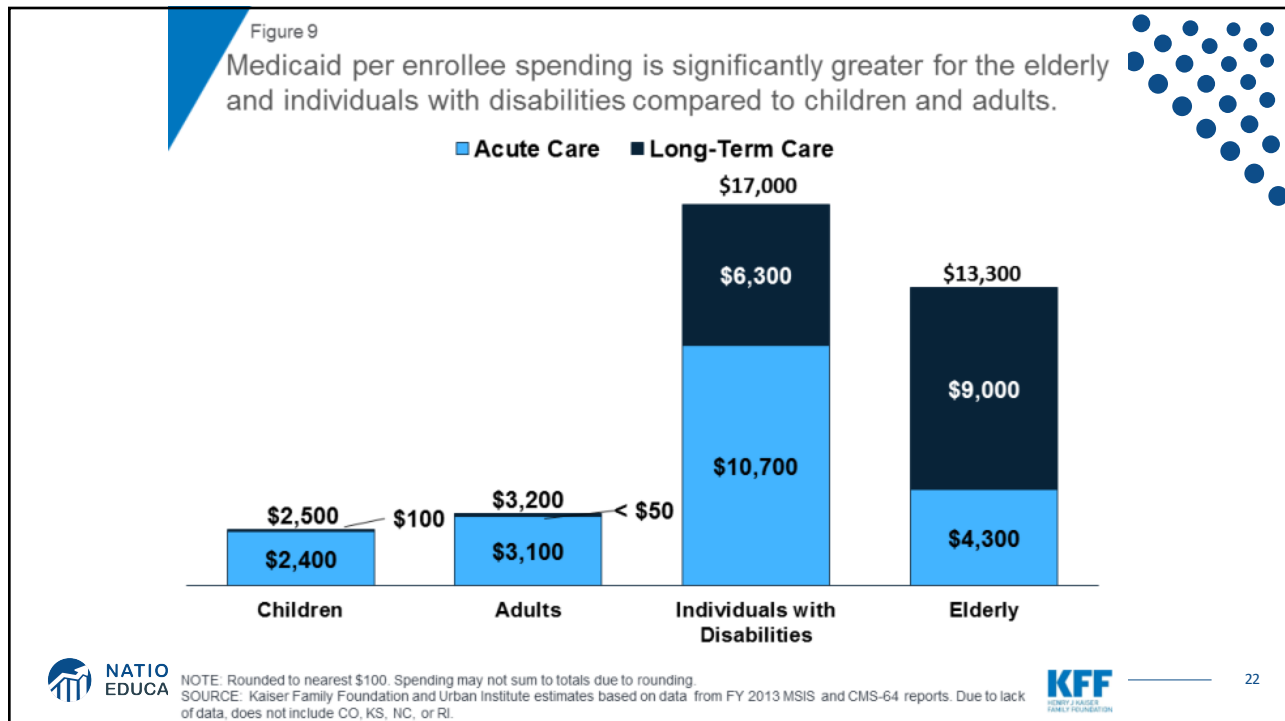 Figure 9
Medicaid per enrollee spending is significantly greater for the elderly
and individuals with disabilities compared to children and adults.
Acute Care Long-Term Care
$17,000
$6,300
$10,700
$13,300
$9,000
$4,300
$2,500
$100
$2,400
$3,200
< $50
$3,100
Children
Adults
Individuals with
Disabilities
Elderly
NATIO
EDUCA
NOTE: Rounded to nearest $100. Spending may not sum to totals due to rounding.
SOURCE: Kaiser Family Foundation and Urban Institute estimates based on data from FY 2013 MSIS and CMS-64 reports. Due to lack
of data, does not include CO, KS, NC, or RI.
KFF
HENRY J KAISER
FAMILY FOUNDATION
22